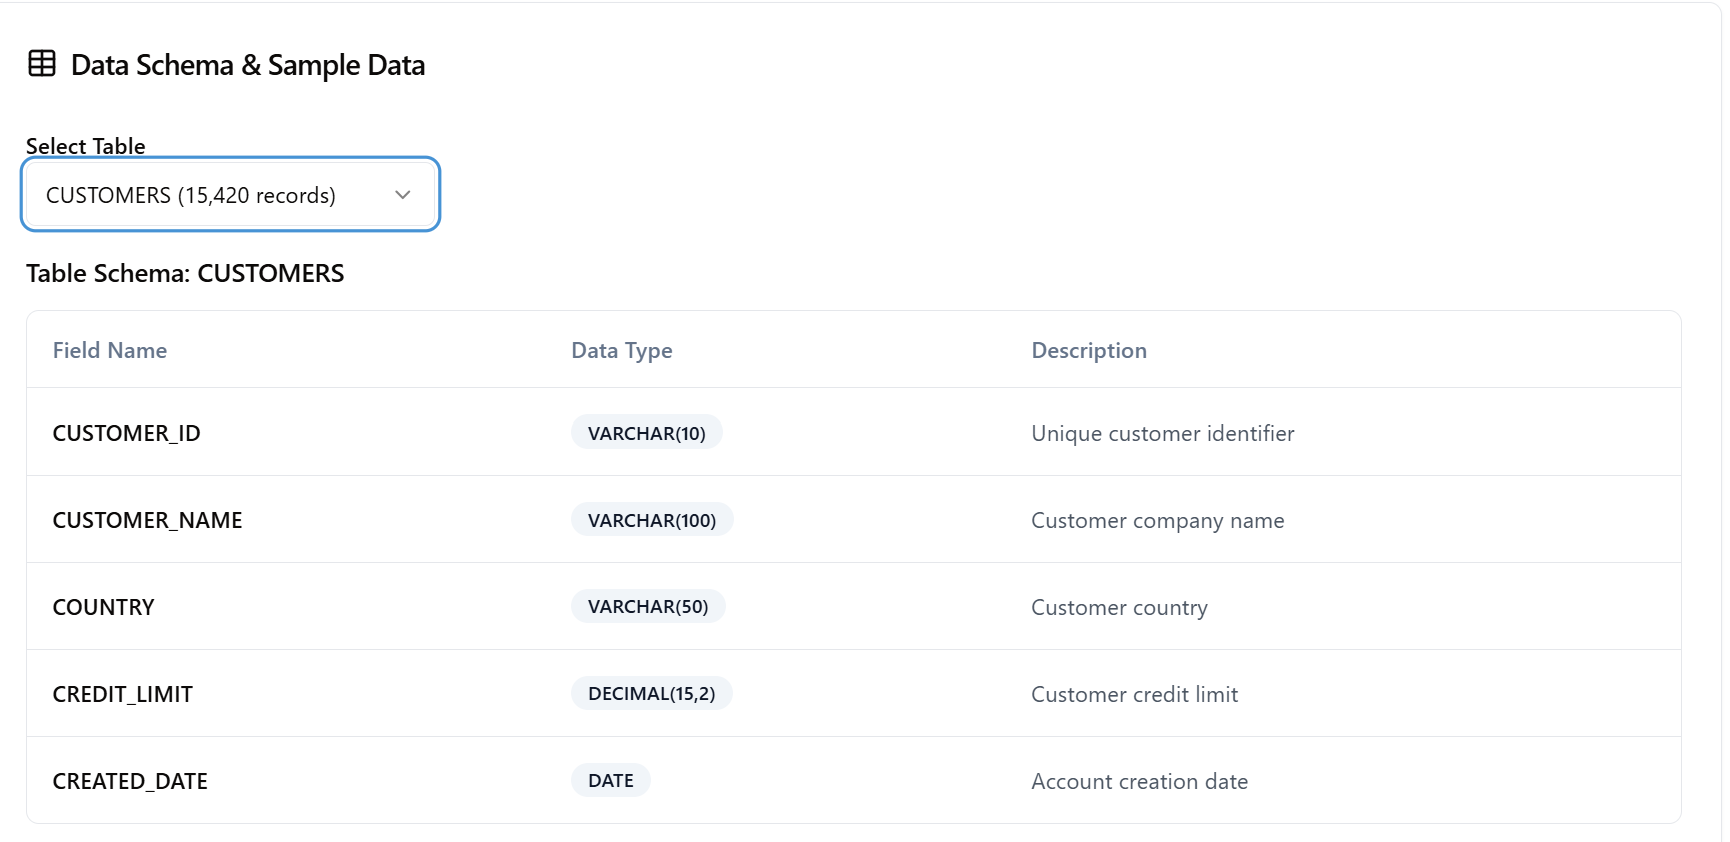 Data Schema & Sample Data
Select Table
CUSTOMERS (15,420 records)
Table Schema: CUSTOMERS
Field Name Data Type Description
CUSTOMER_ID VARCHAR(10) Unique customer identifier
CUSTOMER_NAME VARCHAR(100) Customer company name
COUNTRY VARCHAR(50) Customer country
CREDIT_LIMIT DECIMAL(15,2) Customer credit limit
CREATED_DATE DATE Account creation date